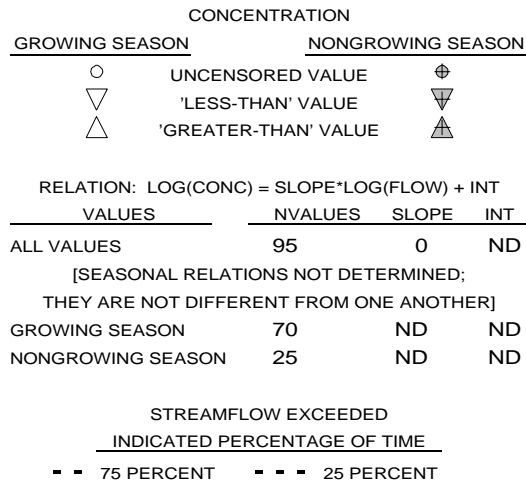 CONCENTRATION
GROWING SEASON NONGROWING SEASON
UNCENSORED VALUE
'LESS-THAN' VALUE
'GREATER-THAN' VALUE
RELATION: LOG(CONC) = SLOPE*LOG(FLOW) + INT
VALUES NVALUES SLOPE INT
ALL VALUES 95 0 ND
[SEASONAL RELATIONS NOT DETERMINED;
THEY ARE NOT DIFFERENT FROM ONE ANOTHER]
GROWING SEASON 70 ND ND
NONGROWING SEASON 25 ND ND
STREAMFLOW EXCEEDED
INDICATED PERCENTAGE OF TIME
75 PERCENT 25 PERCENT